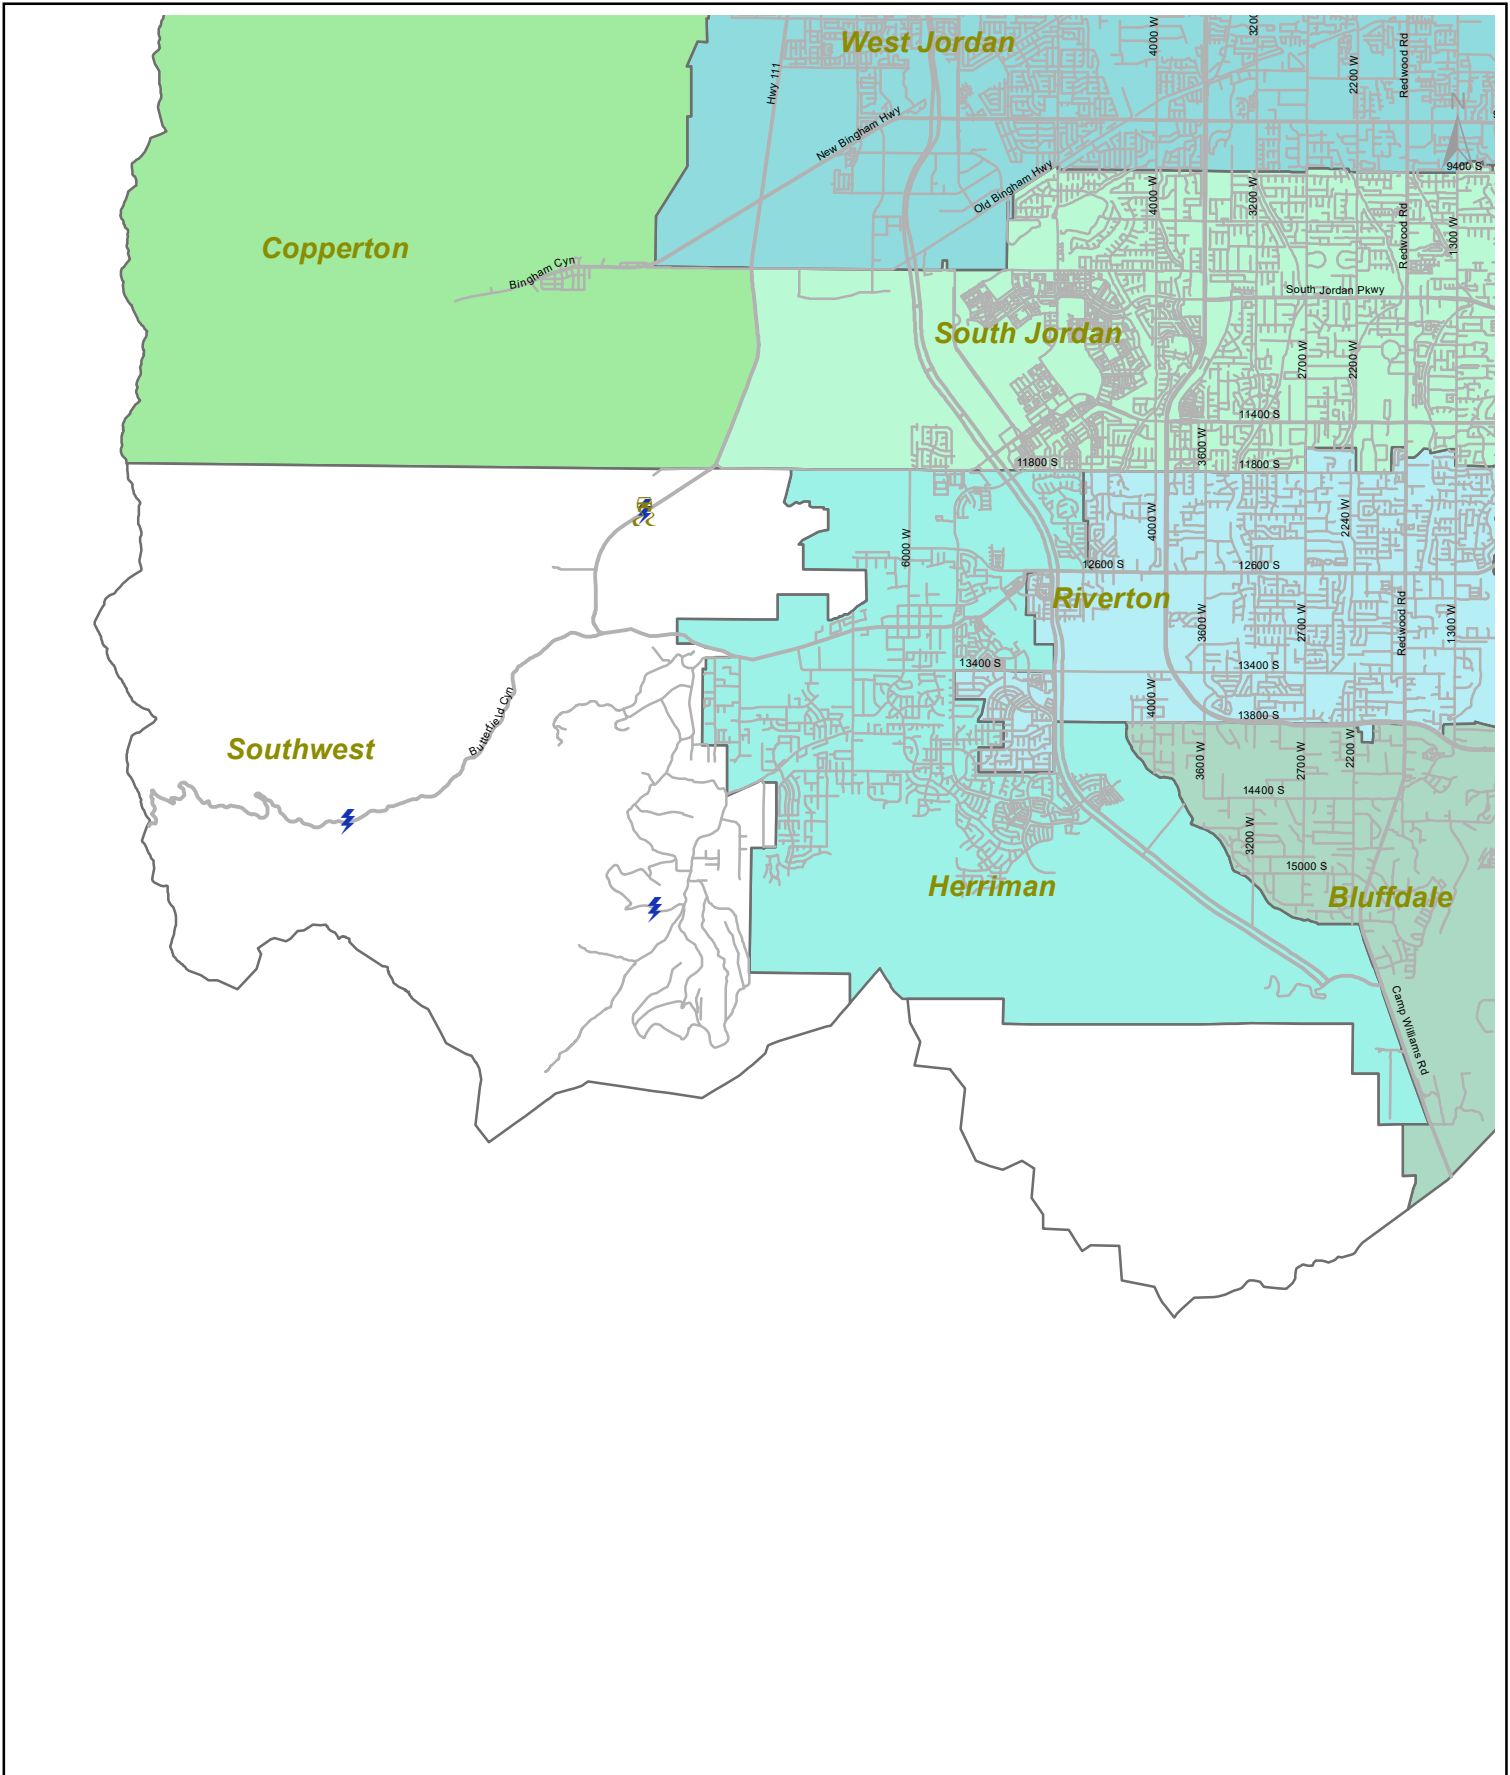 West Jordan
4000 W
3200
Redwood Rd
2200 W
Hwy 111
N
New Bingham Hwy
9400 S
Old Bingham Hwy
4000 W
3200 W
Redwood Rd
1300 W
Copperton
Bingham Cyn
South Jordan Pkwy
South Jordan
2700 W
2200 W
11400 S
3600 W
11800 S
11800 S
4000 W
2240 W
6000 W
12600 S
12600 S
Riverton
3600 W
2700 W
Redwood Rd
1300 W
13400 S
13400 S
4000 W
13800 S
Butterfield Cyn
Southwest
3600 W
2700 W
2200 W
14400 S
3200 W
15000 S
Herriman
Bluffdale
Camp Williams Rd